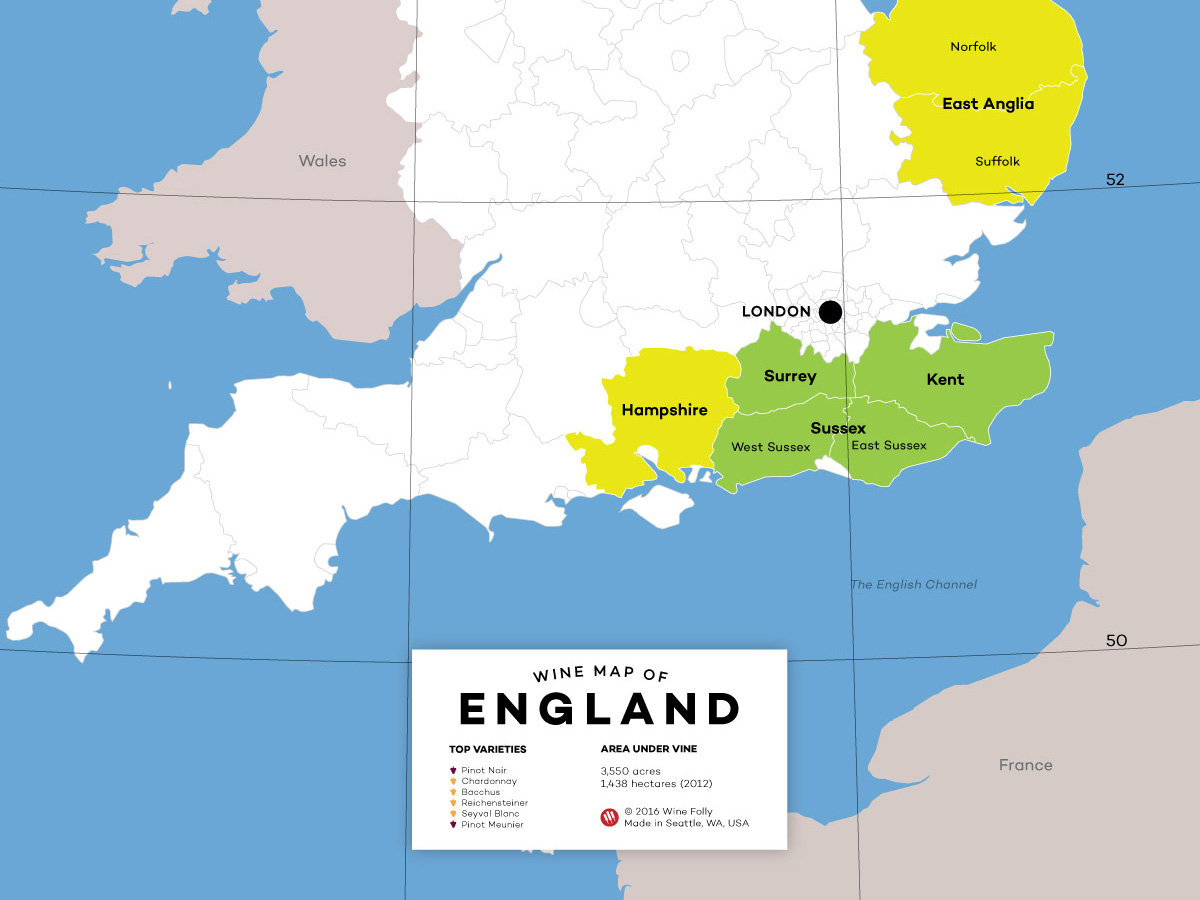 Norfolk
East Anglia
Suffolk
Wales
52
LONDON
Surrey
Kent
Hampshire
Sussex
West Sussex
East Sussex
The English Channel
50
France
WINE MAP OF
ENGLAND
TOP VARIETIES
Pinot Noir
Chardonnay
Bacchus
Reichensteiner
Seyval Blanc
Pinot Meunier
AREA UNDER VINE
3,550 acres
1,438 hectares (2012)
© 2016 Wine Folly
Made in Seattle, WA, USA